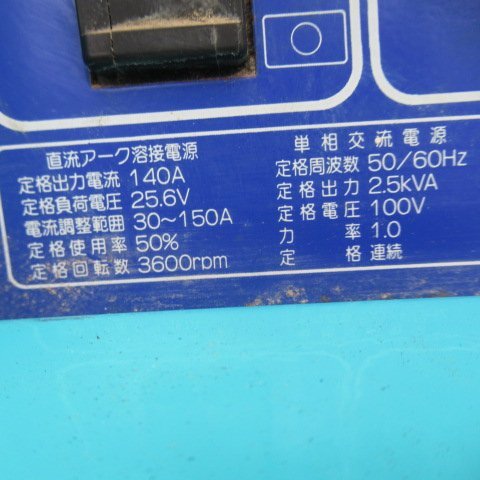 直流アーク溶接電源
定格出力電流 140A
定格負荷電圧 25.6V
電流調整範囲 30～150A
定格使用率 50%
定格回転数 3600rpm
単相交流電源
定格周波数 50/60Hz
定格出力 2.5kVA
定格電圧 100V
力率 1.0
定格 連続